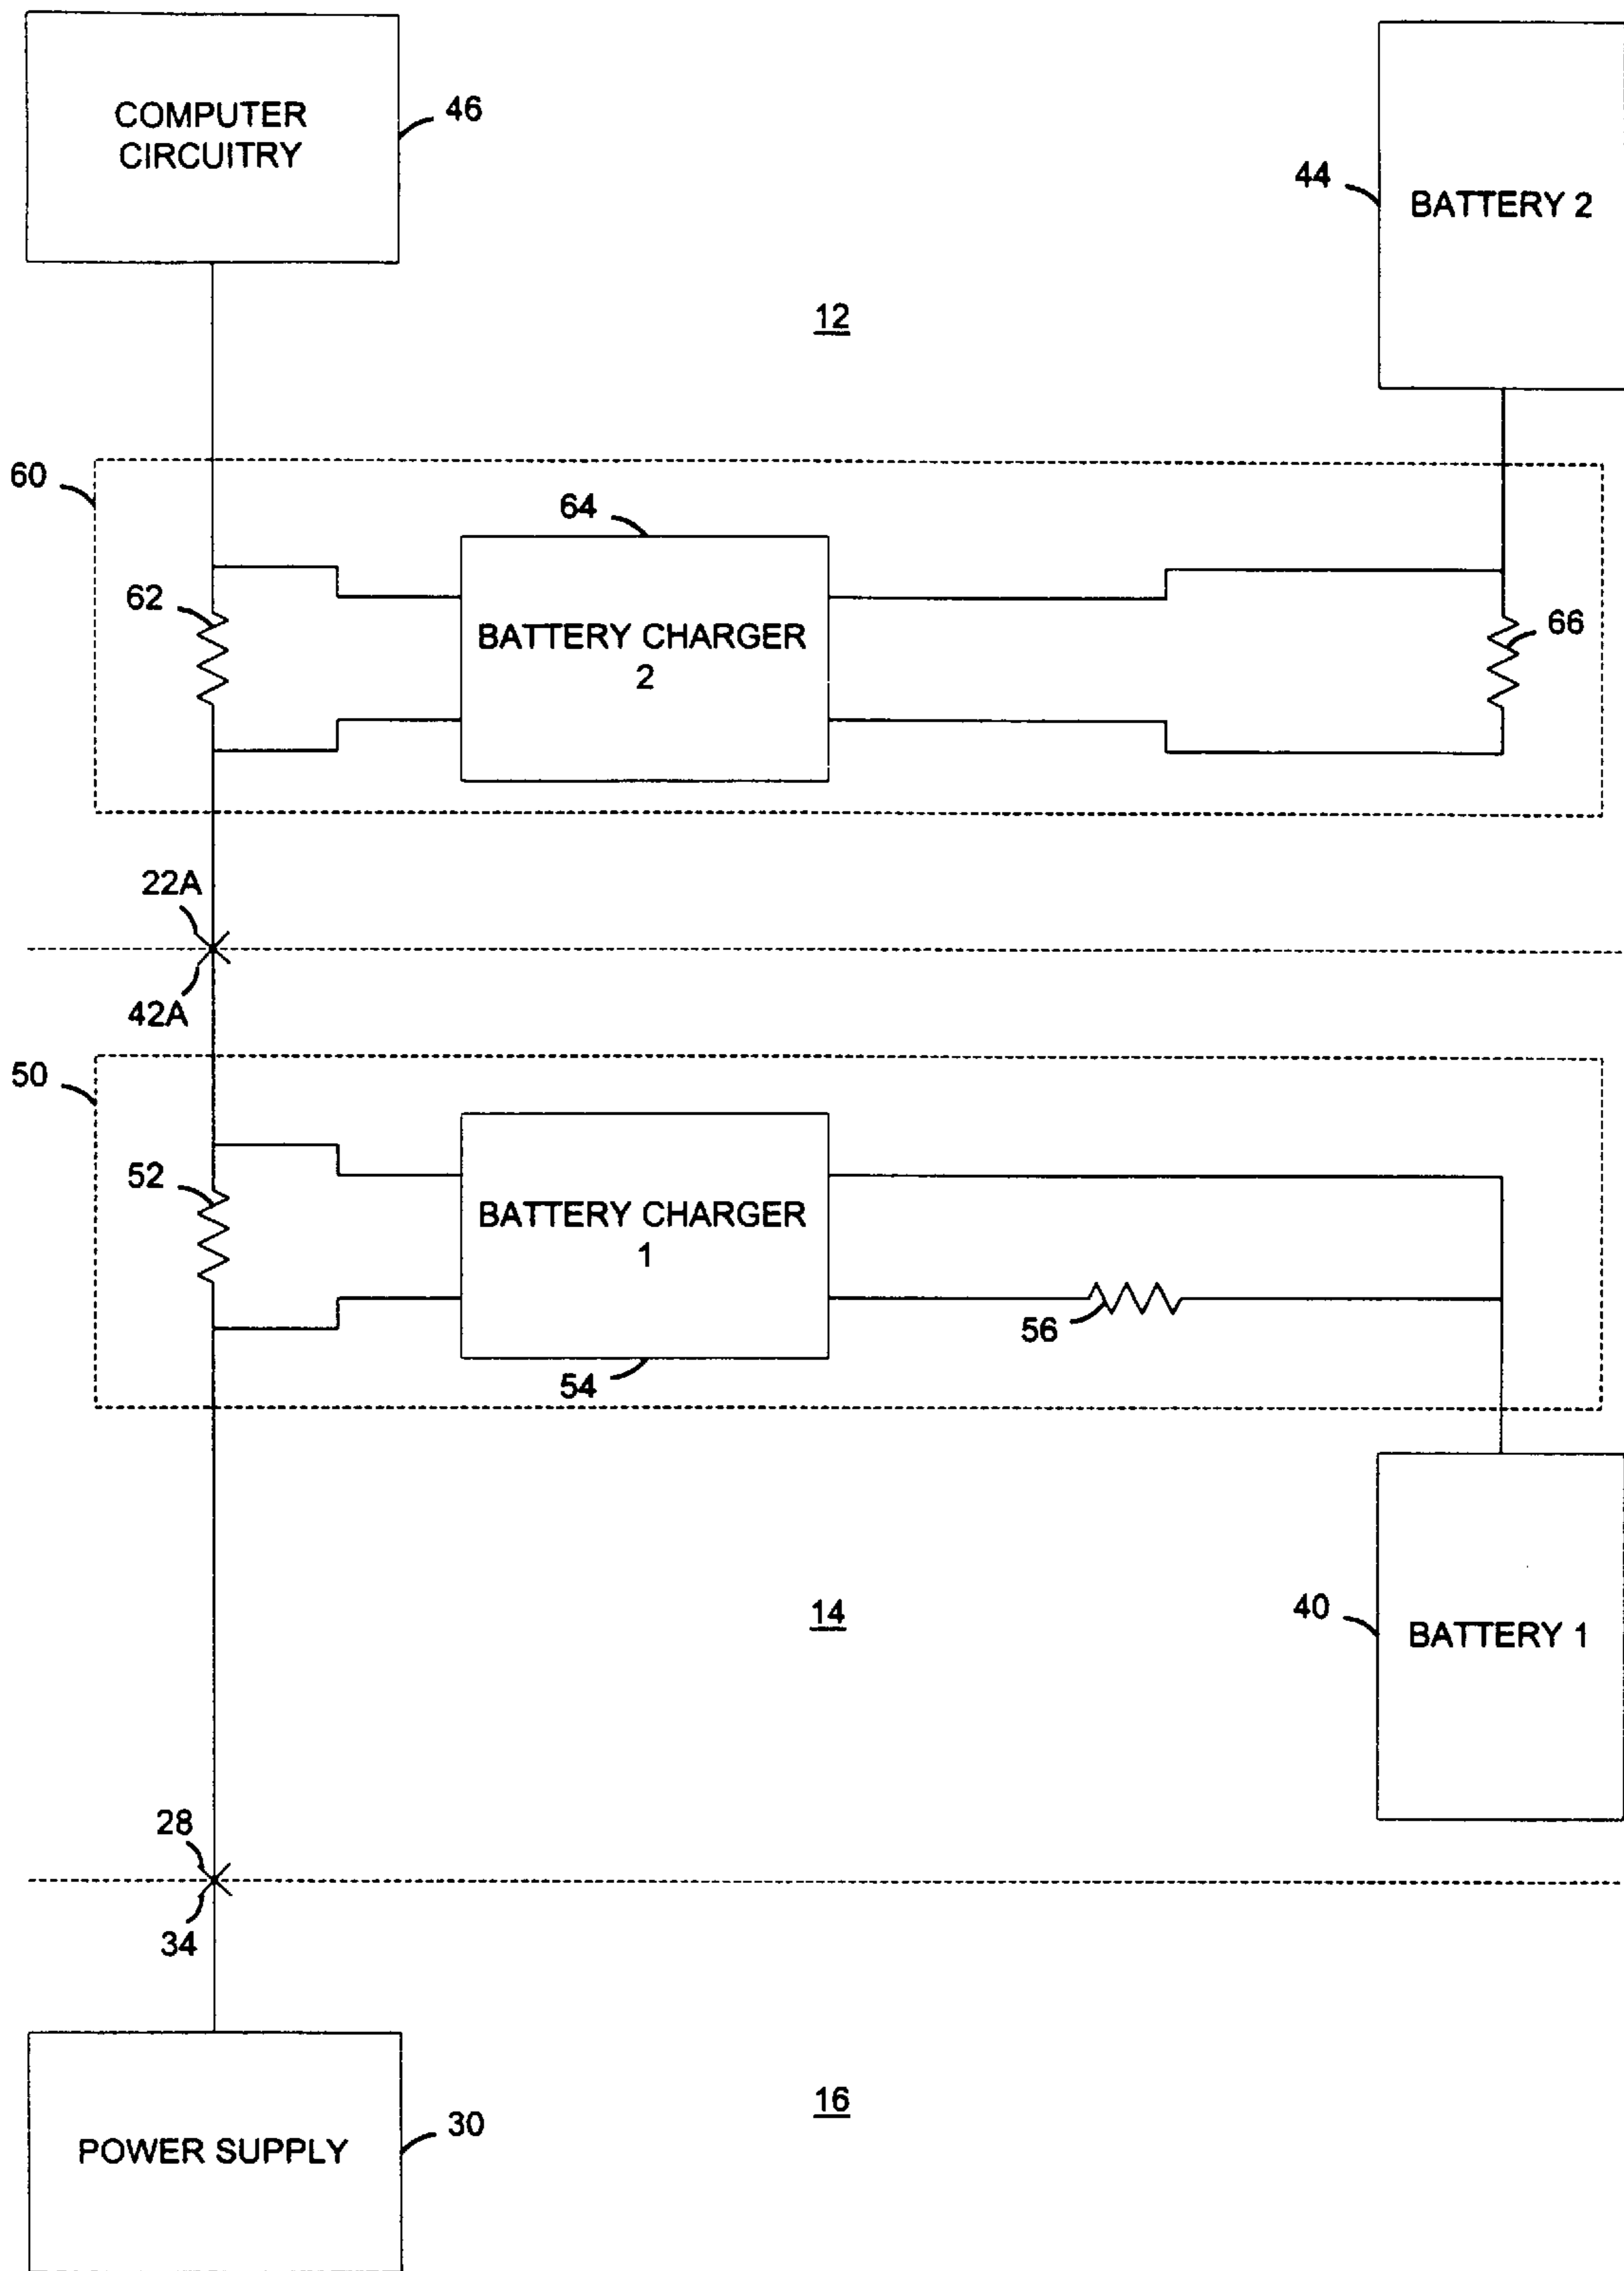 COMPUTER
CIRCUITRY
46
44
BATTERY 2
12
60
64
62
BATTERY CHARGER
2
66
22A
42A
50
52
BATTERY CHARGER
1
56
54
14
40
BATTERY 1
28
34
16
POWER SUPPLY
30